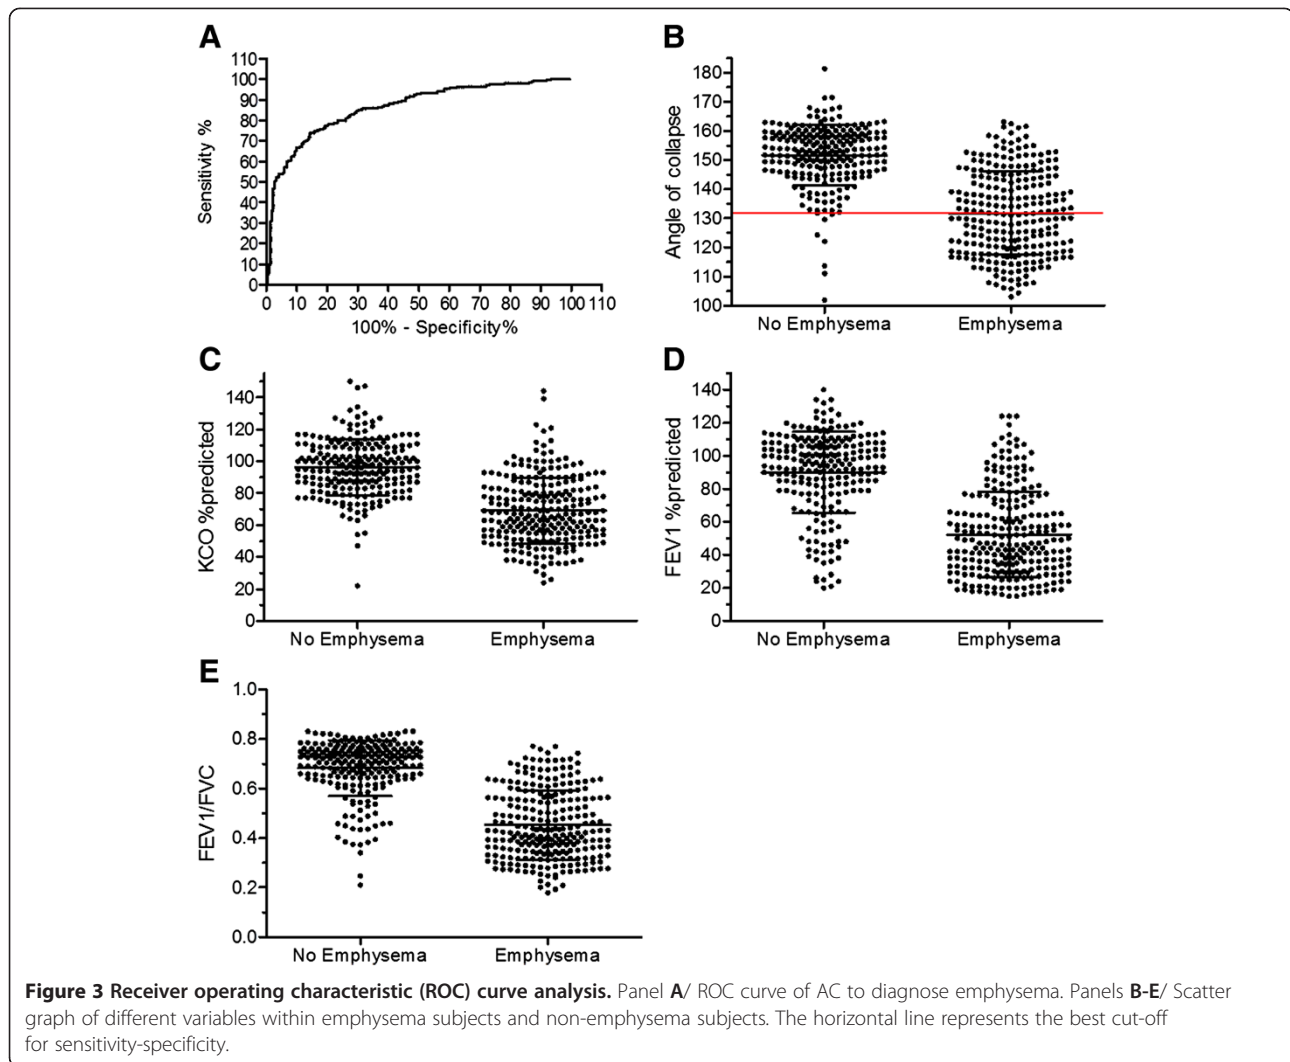 A
110
100
90
80
70
60
50
40
30
20
10
0
Sensitivity %
0 10 20 30 40 50 60 70 80 90 100 110
100% - Specificity%
B
180
170
160
150
140
130
120
110
100
Angle of collapse
No Emphysema Emphysema
C
140
120
100
80
60
40
20
0
KCO %predicted
No Emphysema Emphysema
D
140
120
100
80
60
40
20
0
FEV1 %predicted
No Emphysema Emphysema
E
1.0
0.8
0.6
0.4
0.2
0.0
FEV1/FVC
No Emphysema Emphysema
Figure 3 Receiver operating characteristic (ROC) curve analysis. Panel A/ ROC curve of AC to diagnose emphysema. Panels B-E/ Scatter
graph of different variables within emphysema subjects and non-emphysema subjects. The horizontal line represents the best cut-off
for sensitivity-specificity.